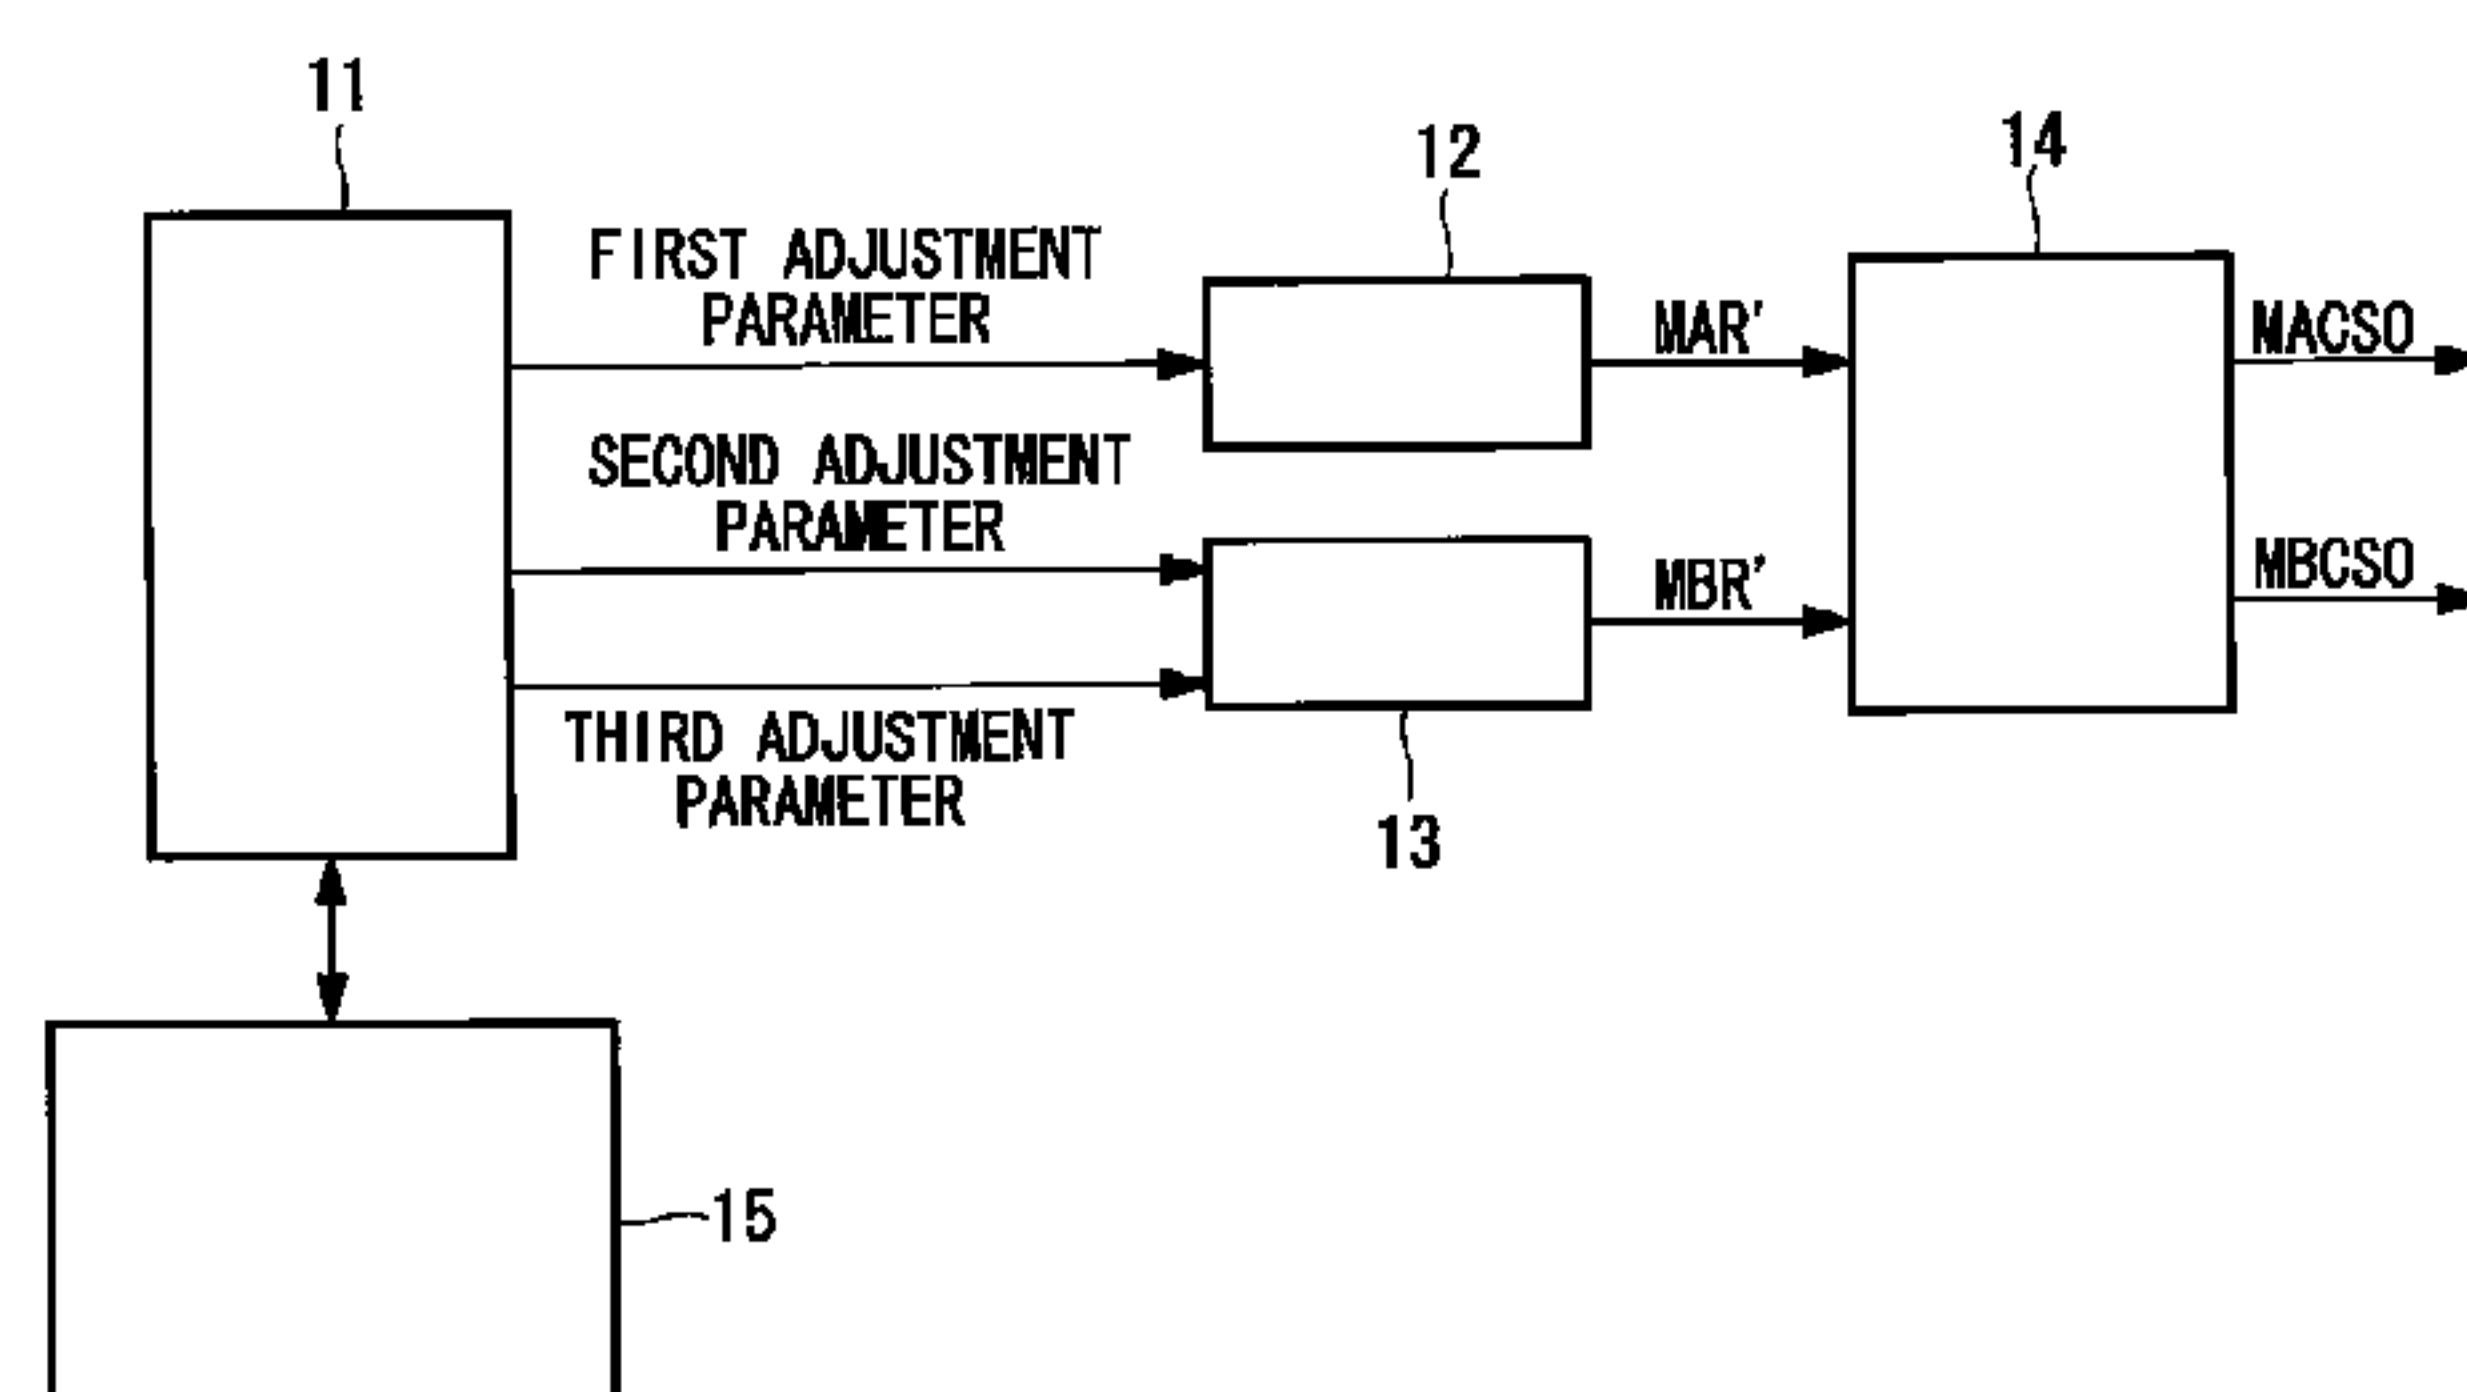 11
12
14
FIRST ADJUSTMENT
PARAMETER
MAR'
MACSO
SECOND ADJUSTMENT
PARAMETER
MBR'
MBCSO
THIRD ADJUSTMENT
PARAMETER
13
15